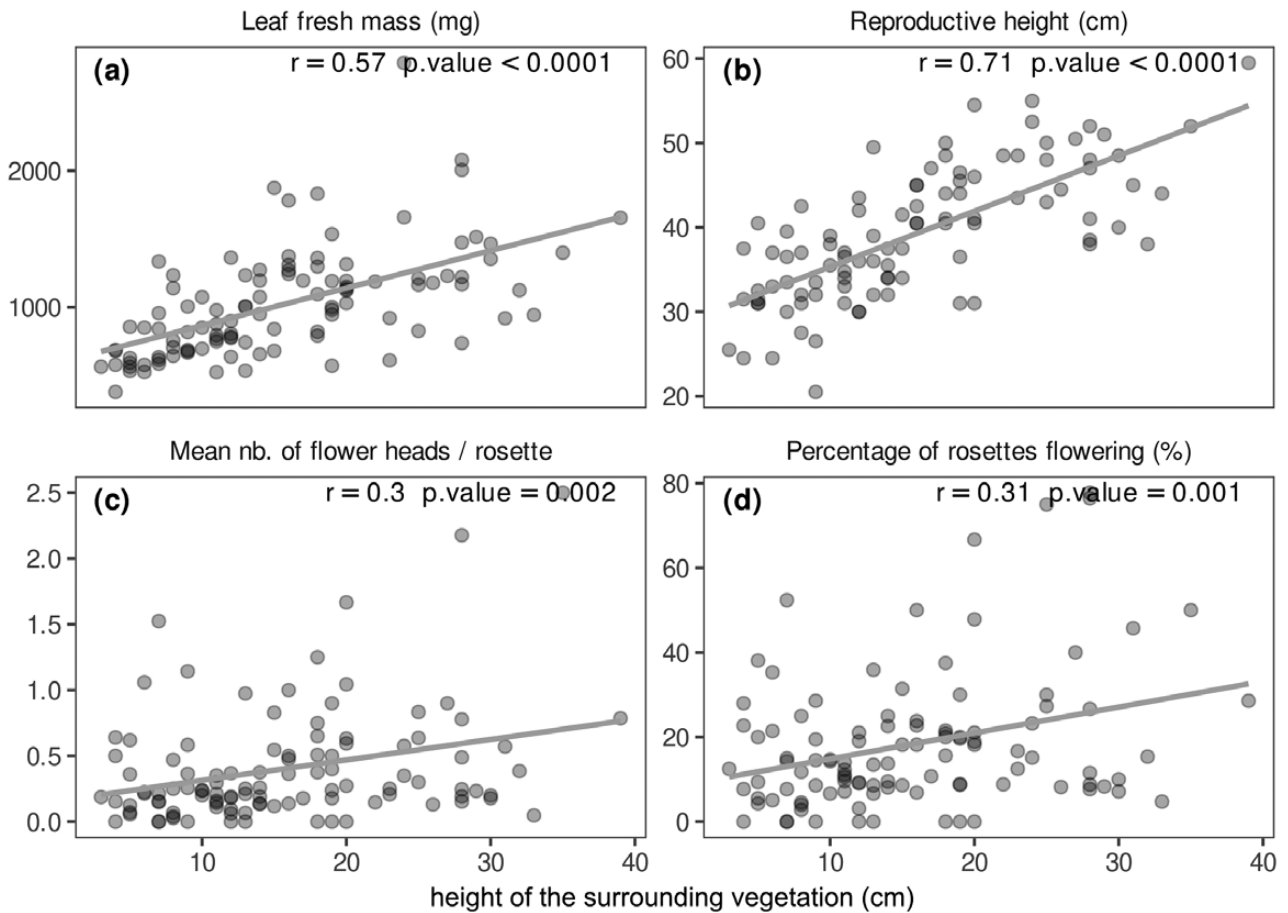 Leaf fresh mass (mg)
Reproductive height (cm)
(a)
r = 0.57 p.value < 0.0001
2000
1000
(b)
r = 0.71 p.value < 0.0001
60
50
40
30
20
Mean nb. of flower heads / rosette
Percentage of rosettes flowering (%)
(c)
r = 0.3 p.value = 0.002
2.5
2.0
1.5
1.0
0.5
0.0
10 20 30 40
(d)
r = 0.31 p.value = 0.001
80
60
40
20
0
10 20 30 40
height of the surrounding vegetation (cm)